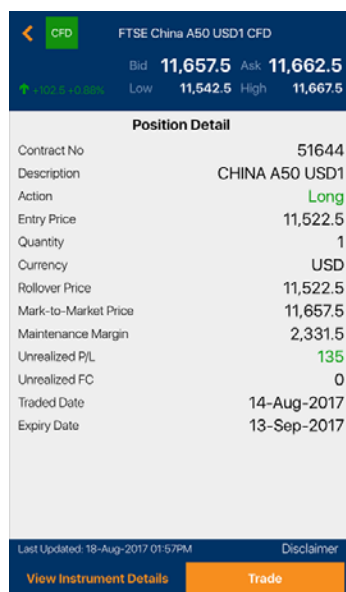 CFD FTSE China A50 USD1 CFD
Bid 11,657.5 Ask 11,662.5
+102.5 +0.88% Low 11,542.5 High 11,667.5
Position Detail
Contract No 51644
Description CHINA A50 USD1
Action Long
Entry Price 11,522.5
Quantity 1
Currency USD
Rollover Price 11,522.5
Mark-to-Market Price 11,657.5
Maintenance Margin 2,331.5
Unrealized P/L 135
Unrealized FC 0
Traded Date 14-Aug-2017
Expiry Date 13-Sep-2017
Last Updated: 18-Aug-2017 01:57PM Disclaimer
View Instrument Details Trade